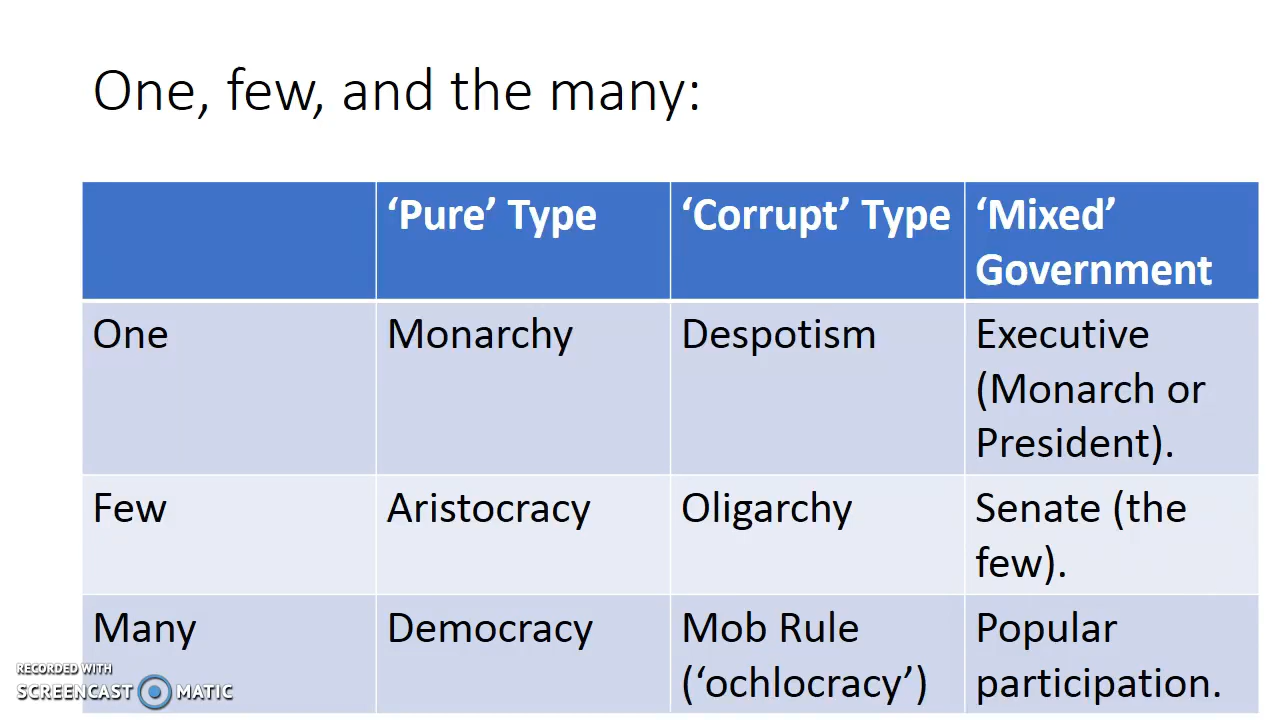 One, few, and the many:
‘Pure’ Type
‘Corrupt’ Type
‘Mixed’
Government
One
Monarchy
Despotism
Executive
(Monarch or
President).
Few
Aristocracy
Oligarchy
Senate (the
few).
Many
Democracy
Mob Rule
(‘ochlocracy’)
Popular
participation.
RECORDED WITH
SCREENCAST MATIC